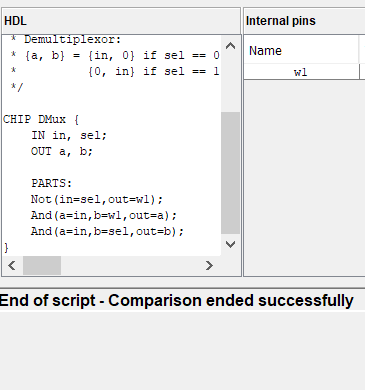 HDL
Internal pins
* Demultiplexor:
* {a, b} = {in, 0} if sel == 0
*          {0, in} if sel == 1
*/
CHIP DMux {
IN in, sel;
OUT a, b;
PARTS:
Not(in=sel,out=w1);
And(a=in,b=w1,out=a);
And(a=in,b=sel,out=b);
}
Name
w1
End of script - Comparison ended successfully